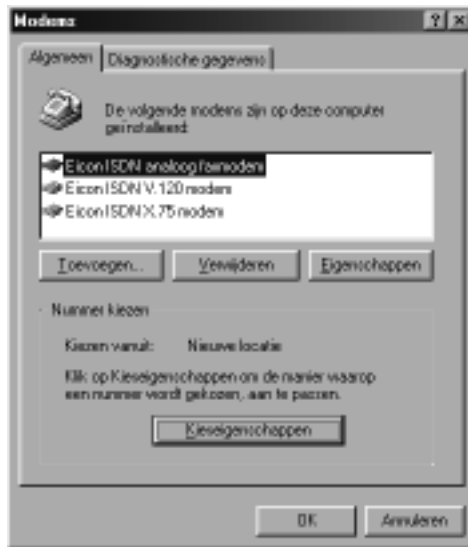 Modems
Algemeen
Diagnostische gegevens
De volgende modems zijn op deze computer
geïnstalleerd:
Eicon ISDN analoog faxmodem
Eicon ISDN V.120 modem
Eicon ISDN X.75 modem
Toevoegen...
Verwijderen
Eigenschappen
Nummer kiezen
Kiezen vanuit:
Nieuwe locatie
Klik op Kieseigenschappen om de manier waarop
een nummer wordt gekozen, aan te passen.
Kieseigenschappen
OK
Annuleren